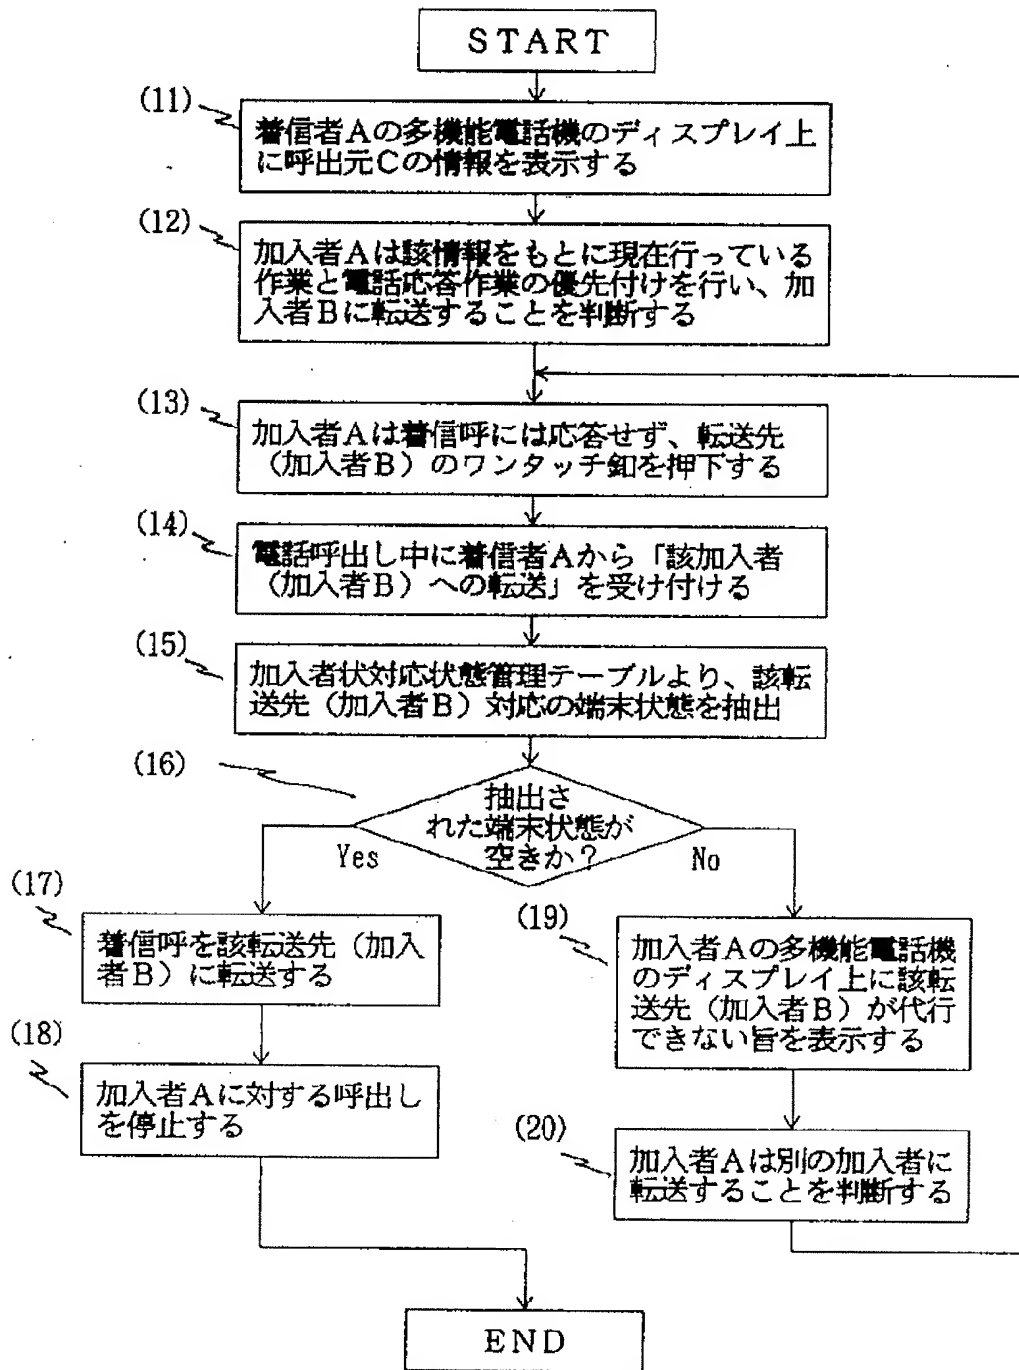 START
(11)
着信者Aの多機能電話機のディスプレイ上
に呼出元Cの情報を表示する
(12)
加入者Aは該情報をもとに現在行っている
作業と電話応答作業の優先付けを行い、加
入者Bに転送することを判断する
(13)
加入者Aは着信呼には応答せず、転送先
(加入者B)のワンタッチ釦を押下する
(14)
電話呼出し中に着信者Aから「該加入者
(加入者B)への転送」を受け付ける
(15)
加入者状対応状態管理テーブルより、該転
送先(加入者B)対応の端末状態を抽出
(16)
抽出さ
れた端末状態が
空きか?
Yes
No
(17)
着信呼を該転送先(加入
者B)に転送する
(18)
加入者Aに対する呼出し
を停止する
(19)
加入者Aの多機能電話機
のディスプレイ上に該転
送先(加入者B)が代行
できない旨を表示する
(20)
加入者Aは別の加入者に
転送することを判断する
END